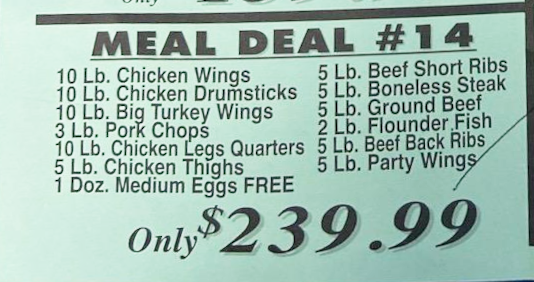 Only
MEAL DEAL #14
10 Lb. Chicken Wings
10 Lb. Chicken Drumsticks
10 Lb. Big Turkey Wings
3 Lb. Pork Chops
10 Lb. Chicken Legs Quarters
5 Lb. Chicken Thighs
1 Doz. Medium Eggs FREE
5 Lb. Beef Short Ribs
5 Lb. Boneless Steak
5 Lb. Ground Beef
2 Lb. Flounder Fish
5 Lb. Beef Back Ribs
5 Lb. Party Wings
Only $239.99